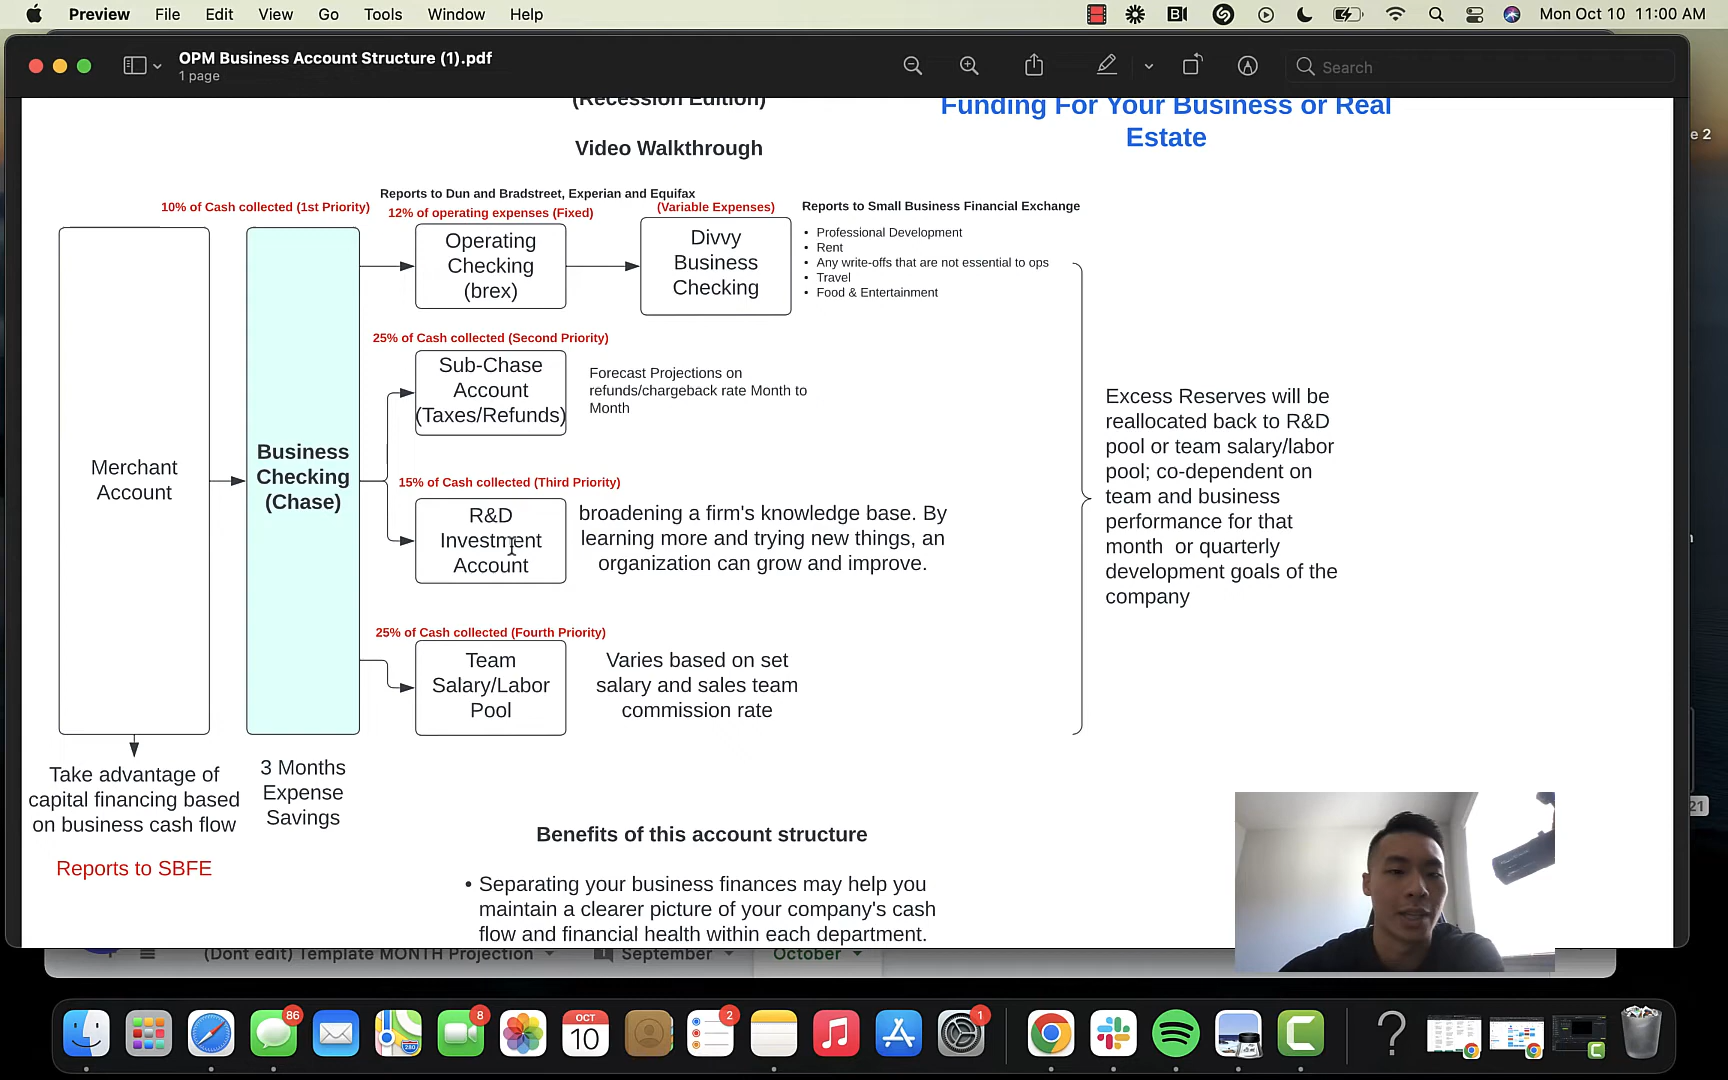 Preview File Edit View Go Tools Window Help
Mon Oct 10 11:00 AM
OPM Business Account Structure (1).pdf
1 page
Search
(Recession Edition)
Video Walkthrough
Funding For Your Business or Real
Estate
Reports to Dun and Bradstreet, Experian and Equifax
10% of Cash collected (1st Priority)
12% of operating expenses (Fixed)
(Variable Expenses)
Reports to Small Business Financial Exchange
Operating
Checking
(brex)
Divvy
Business
Checking
• Professional Development
• Rent
• Any write-offs that are not essential to ops
• Travel
• Food & Entertainment
25% of Cash collected (Second Priority)
Sub-Chase
Account
(Taxes/Refunds)
Forecast Projections on
refunds/chargeback rate Month to
Month
Merchant
Account
Business
Checking
(Chase)
15% of Cash collected (Third Priority)
R&D
Investment
Account
broadening a firm's knowledge base. By
learning more and trying new things, an
organization can grow and improve.
Excess Reserves will be
reallocated back to R&D
pool or team salary/labor
pool; co-dependent on
team and business
performance for that
month or quarterly
development goals of the
company
25% of Cash collected (Fourth Priority)
Team
Salary/Labor
Pool
Varies based on set
salary and sales team
commission rate
Take advantage of
capital financing based
on business cash flow
Reports to SBFE
3 Months
Expense
Savings
Benefits of this account structure
• Separating your business finances may help you
maintain a clearer picture of your company's cash
flow and financial health within each department.
(Dont edit) Template MONTH Projection
September
October
e 2
21
86
8
OCT
10
2
1
280